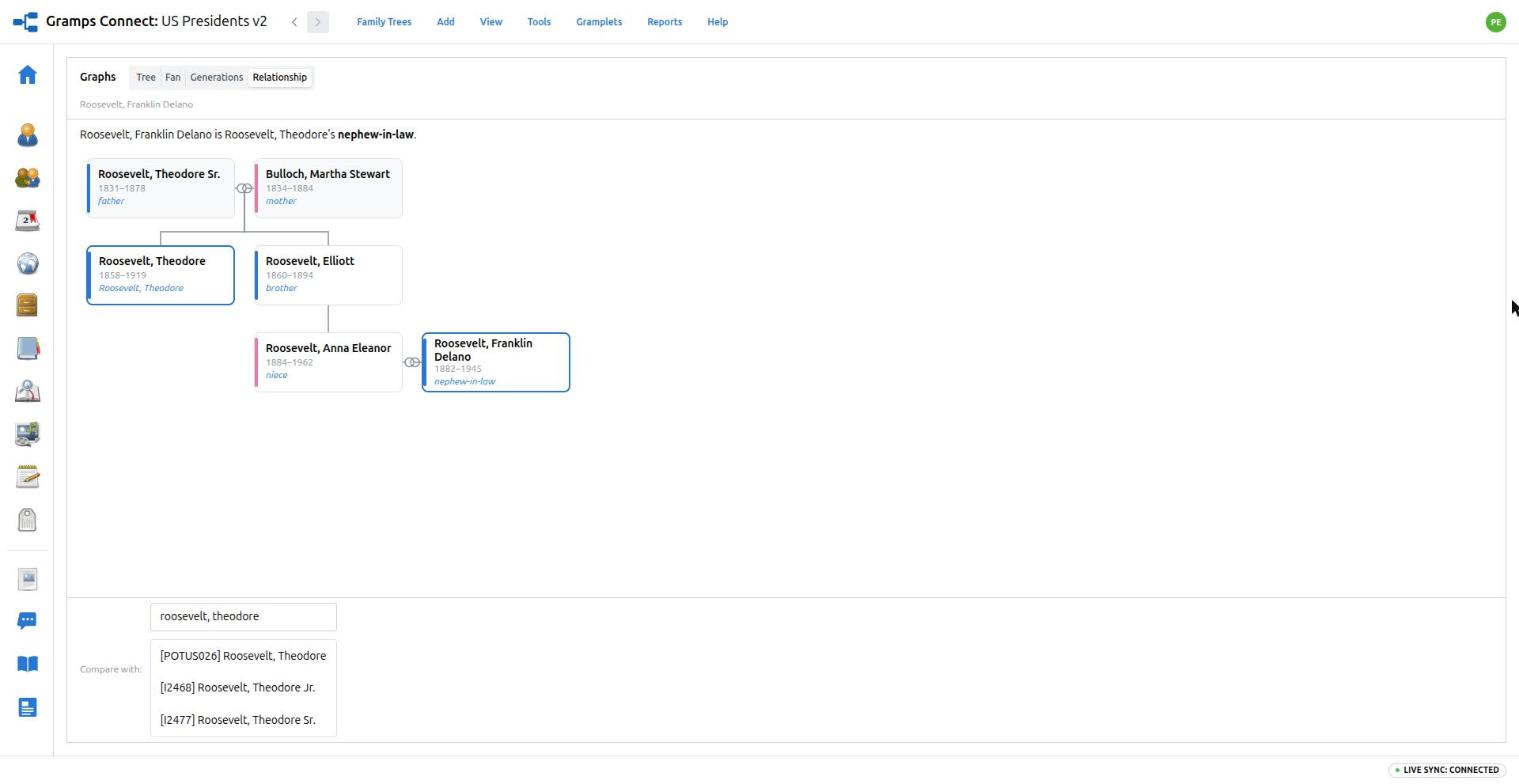 Gramps Connect: US Presidents v2
Family Trees
Add
View
Tools
Gramplets
Reports
Help
PE
Graphs
Tree
Fan
Generations
Relationship
Roosevelt, Franklin Delano
Roosevelt, Franklin Delano is Roosevelt, Theodore's nephew-in-law.
Roosevelt, Theodore Sr.
1831–1878
father
Bulloch, Martha Stewart
1834–1884
mother
Roosevelt, Theodore
1858–1919
Roosevelt, Theodore
Roosevelt, Elliott
1860–1894
brother
Roosevelt, Anna Eleanor
1884–1962
niece
Roosevelt, Franklin
Delano
1882–1945
nephew-in-law
Compare with:
roosevelt, theodore
[POTUS026] Roosevelt, Theodore
[I2468] Roosevelt, Theodore Jr.
[I2477] Roosevelt, Theodore Sr.
LIVE SYNC: CONNECTED